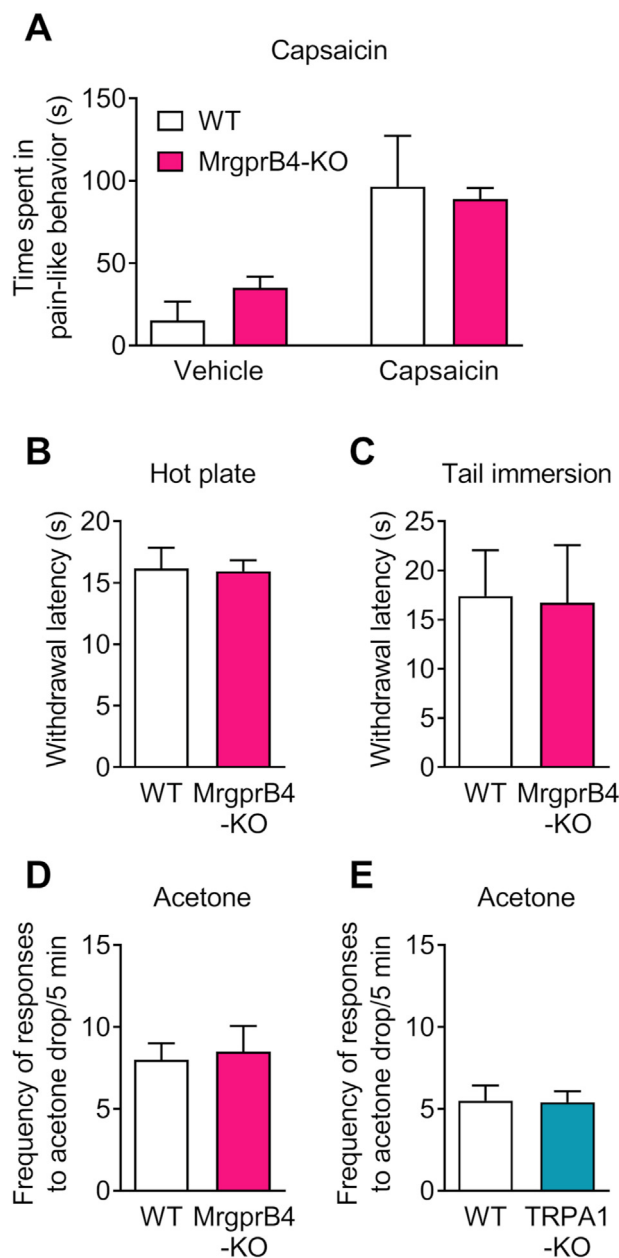 A
Capsaicin
Time spent in
pain-like behavior (s)
150
100
50
0
WT
MrgprB4-KO
Vehicle
Capsaicin
B
Hot plate
Withdrawal latency (s)
20
15
10
5
0
WT
MrgprB4
-KO
C
Tail immersion
Withdrawal latency (s)
25
20
15
10
5
0
WT
MrgprB4
-KO
D
Acetone
Frequency of responses
to acetone drop/5 min
15
10
5
0
WT
MrgprB4
-KO
E
Acetone
Frequency of responses
to acetone drop/5 min
15
10
5
0
WT
TRPA1
-KO